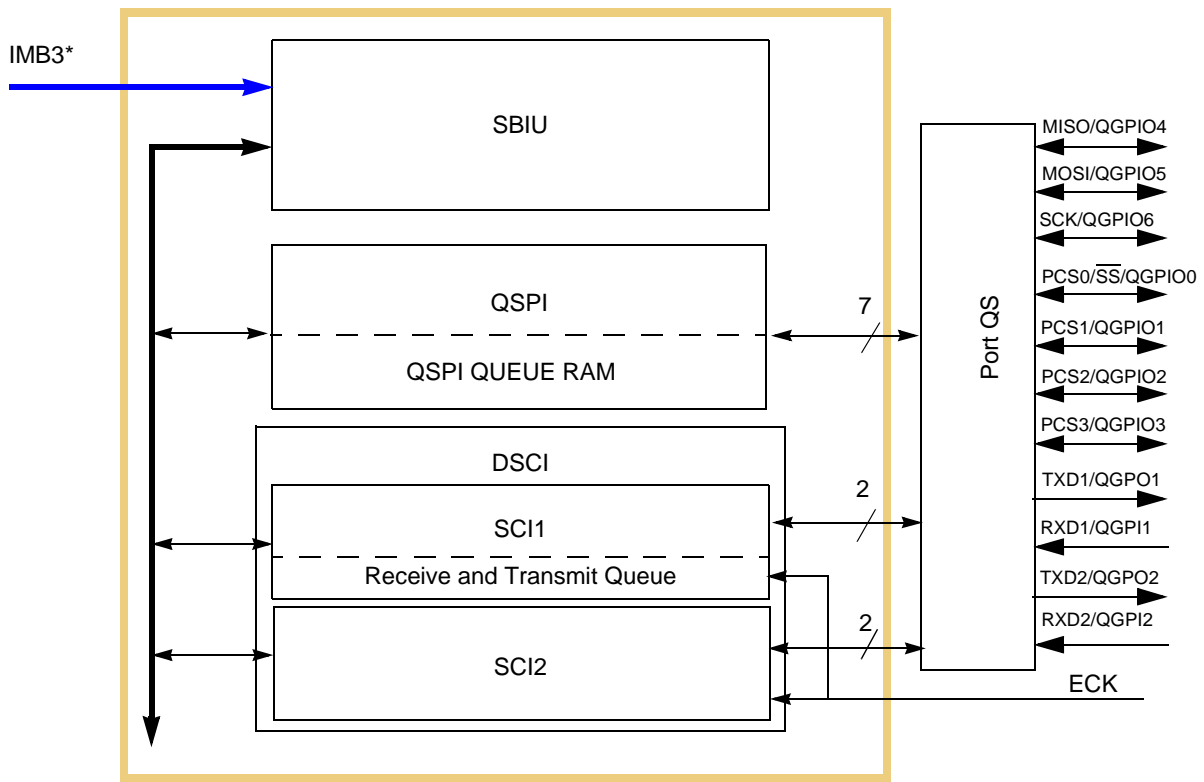 IMB3*
SBIU
QSPI
QSPI QUEUE RAM
DSCI
SCI1
Receive and Transmit Queue
SCI2
7
2
2
Port QS
MISO/QGPIO4
MOSI/QGPIO5
SCK/QGPIO6
PCS0/SS/QGPIO0
PCS1/QGPIO1
PCS2/QGPIO2
PCS3/QGPIO3
TXD1/QGPO1
RXD1/QGPI1
TXD2/QGPO2
RXD2/QGPI2
ECK